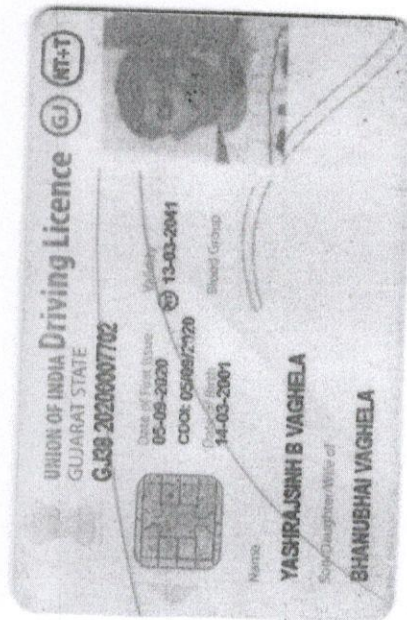 UNION OF INDIA Driving Licence GJ NT+T
GUJARAT STATE
GJ38 20200007702
Date of First Issue Validity
05-09-2020 13-03-2041
CDOI: 05/09/2020
Date of Birth Blood Group
14-03-2001
Name
YASHRAJSINH B VAGHELA
Son/Daughter/Wife of
BHANUBHAI VAGHELA